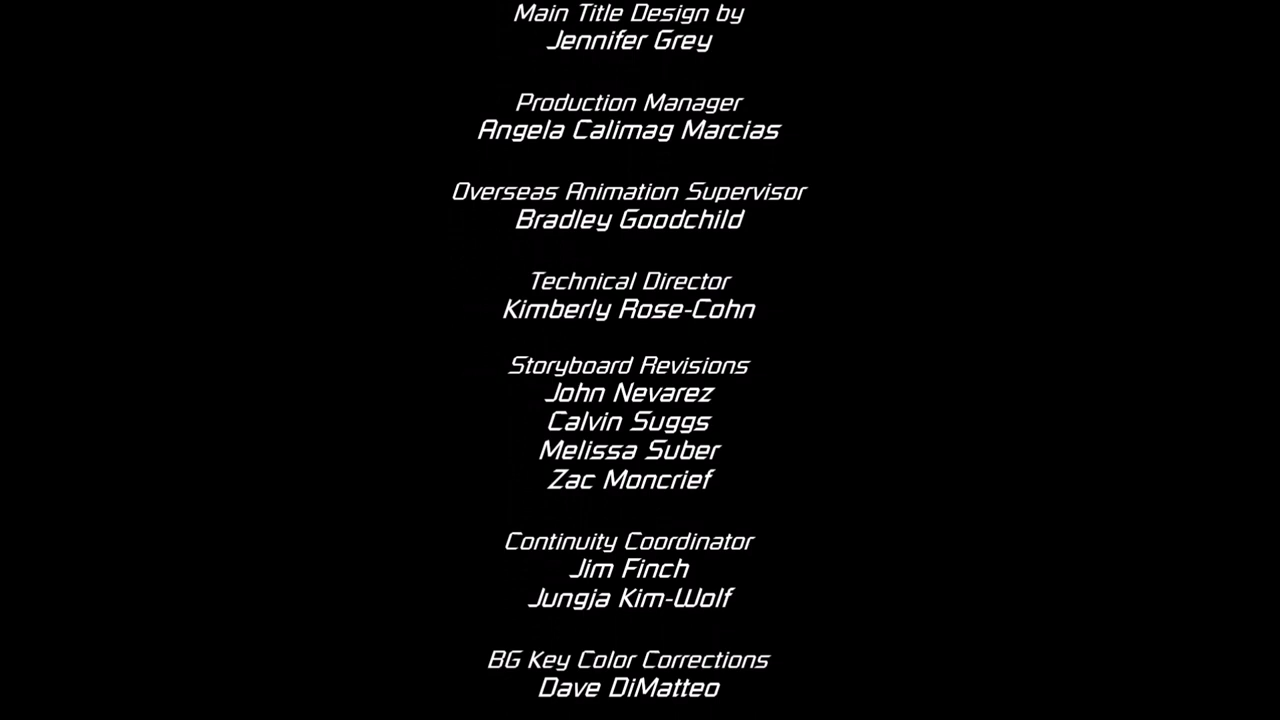 Main Title Design by
Jennifer Grey
Production Manager
Angela Calimag Marcias
Overseas Animation Supervisor
Bradley Goodchild
Technical Director
Kimberly Rose-Cohn
Storyboard Revisions
John Nevarez
Calvin Suggs
Melissa Suber
Zac Moncrief
Continuity Coordinator
Jim Finch
Jungja Kim-Wolf
BG Key Color Corrections
Dave DiMatteo